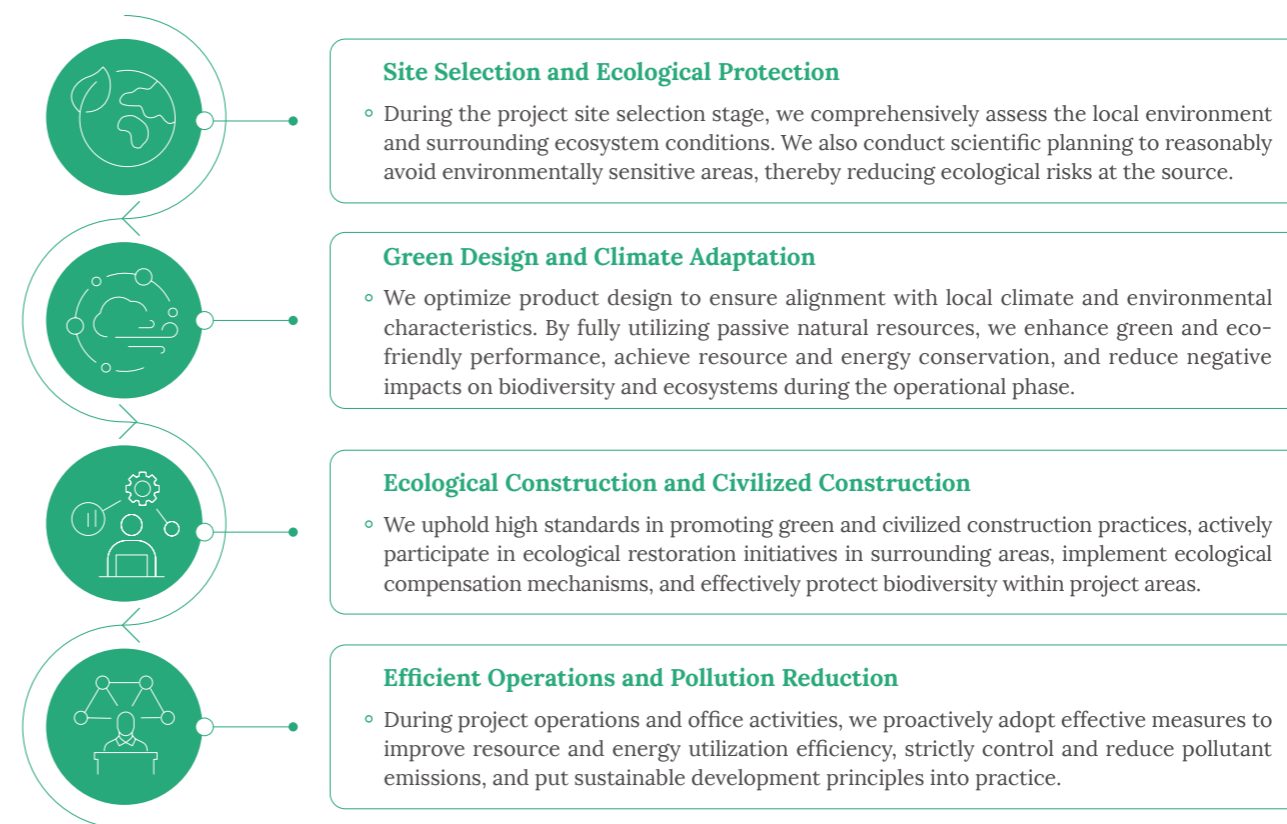 Site Selection and Ecological Protection
During the project site selection stage, we comprehensively assess the local environment
and surrounding ecosystem conditions. We also conduct scientific planning to reasonably
avoid environmentally sensitive areas, thereby reducing ecological risks at the source.
Green Design and Climate Adaptation
We optimize product design to ensure alignment with local climate and environmental
characteristics. By fully utilizing passive natural resources, we enhance green and eco-
friendly performance, achieve resource and energy conservation, and reduce negative
impacts on biodiversity and ecosystems during the operational phase.
Ecological Construction and Civilized Construction
We uphold high standards in promoting green and civilized construction practices, actively
participate in ecological restoration initiatives in surrounding areas, implement ecological
compensation mechanisms, and effectively protect biodiversity within project areas.
Efficient Operations and Pollution Reduction
During project operations and office activities, we proactively adopt effective measures to
improve resource and energy utilization efficiency, strictly control and reduce pollutant
emissions, and put sustainable development principles into practice.